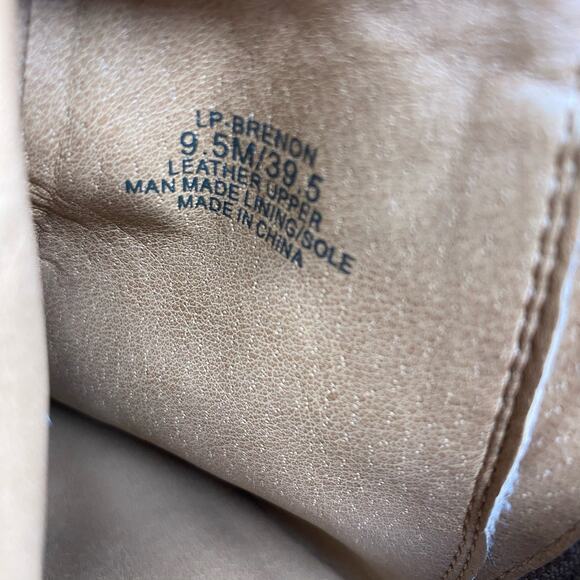 LP-BRENON
9.5M/39.5
LEATHER UPPER
MAN MADE LINING/SOLE
MADE IN CHINA